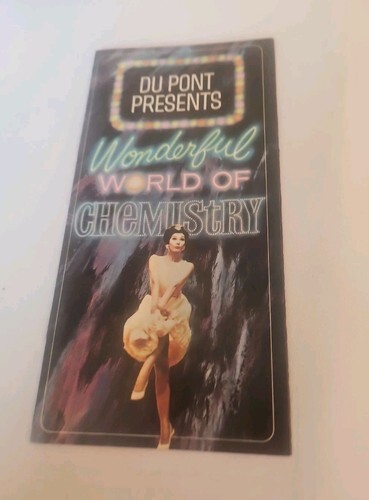 DU PONT
PRESENTS
Wonderful
WORLD OF
CHEMISTRY